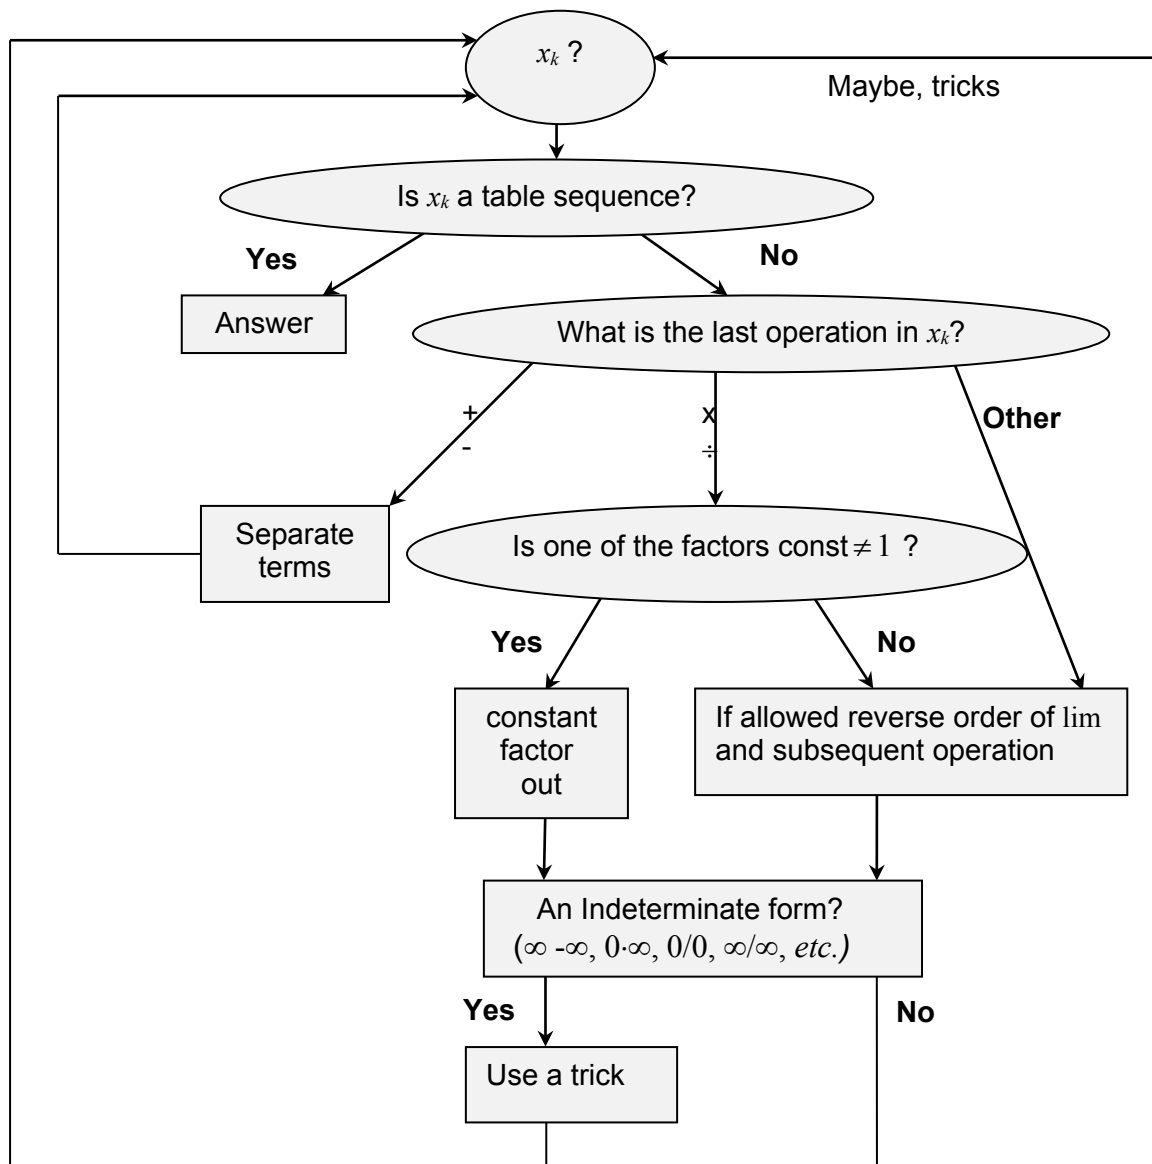 xₖ ?
Maybe, tricks
Is xₖ a table sequence?
Yes
No
Answer
What is the last operation in xₖ?
+
-
x
÷
Other
Separate
terms
Is one of the factors const ≠ 1 ?
Yes
No
constant
factor
out
If allowed reverse order of lim
and subsequent operation
An Indeterminate form?
(∞ -∞, 0·∞, 0/0, ∞/∞, etc.)
Yes
No
Use a trick